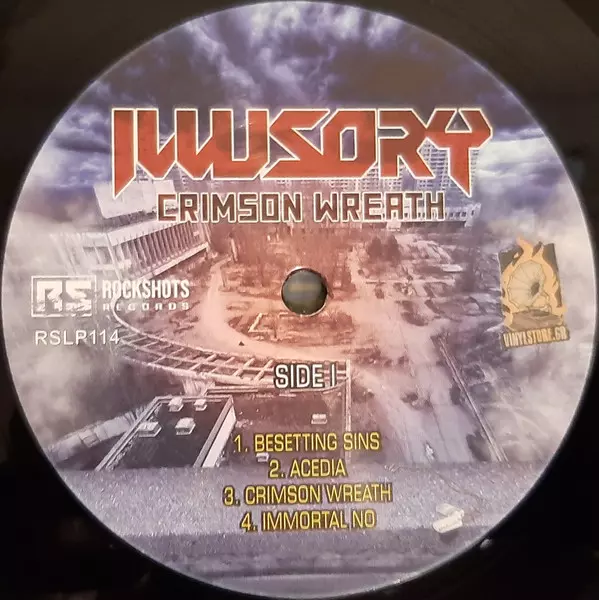 ILLUSORY
CRIMSON WREATH
RS ROCKSHOTS
RECORDS
RSLP114
VINYLSTORE.GR
SIDE I
1. BESETTING SINS
2. ACEDIA
3. CRIMSON WREATH
4. IMMORTAL NO